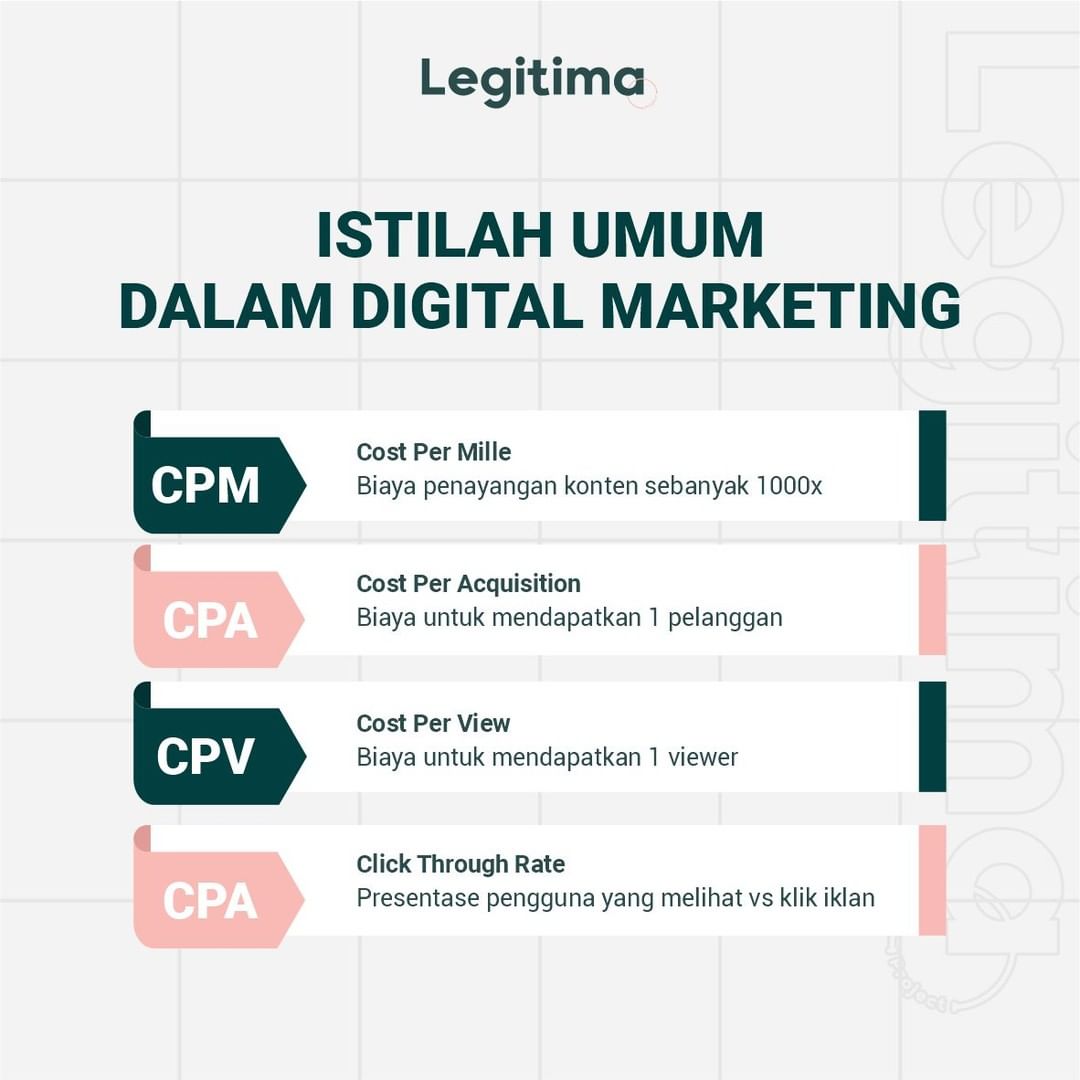 Legitima
ISTILAH UMUM
DALAM DIGITAL MARKETING
CPM
Cost Per Mille
Biaya penayangan konten sebanyak 1000x
CPA
Cost Per Acquisition
Biaya untuk mendapatkan 1 pelanggan
CPV
Cost Per View
Biaya untuk mendapatkan 1 viewer
CPA
Click Through Rate
Presentase pengguna yang melihat vs klik iklan
Legitima